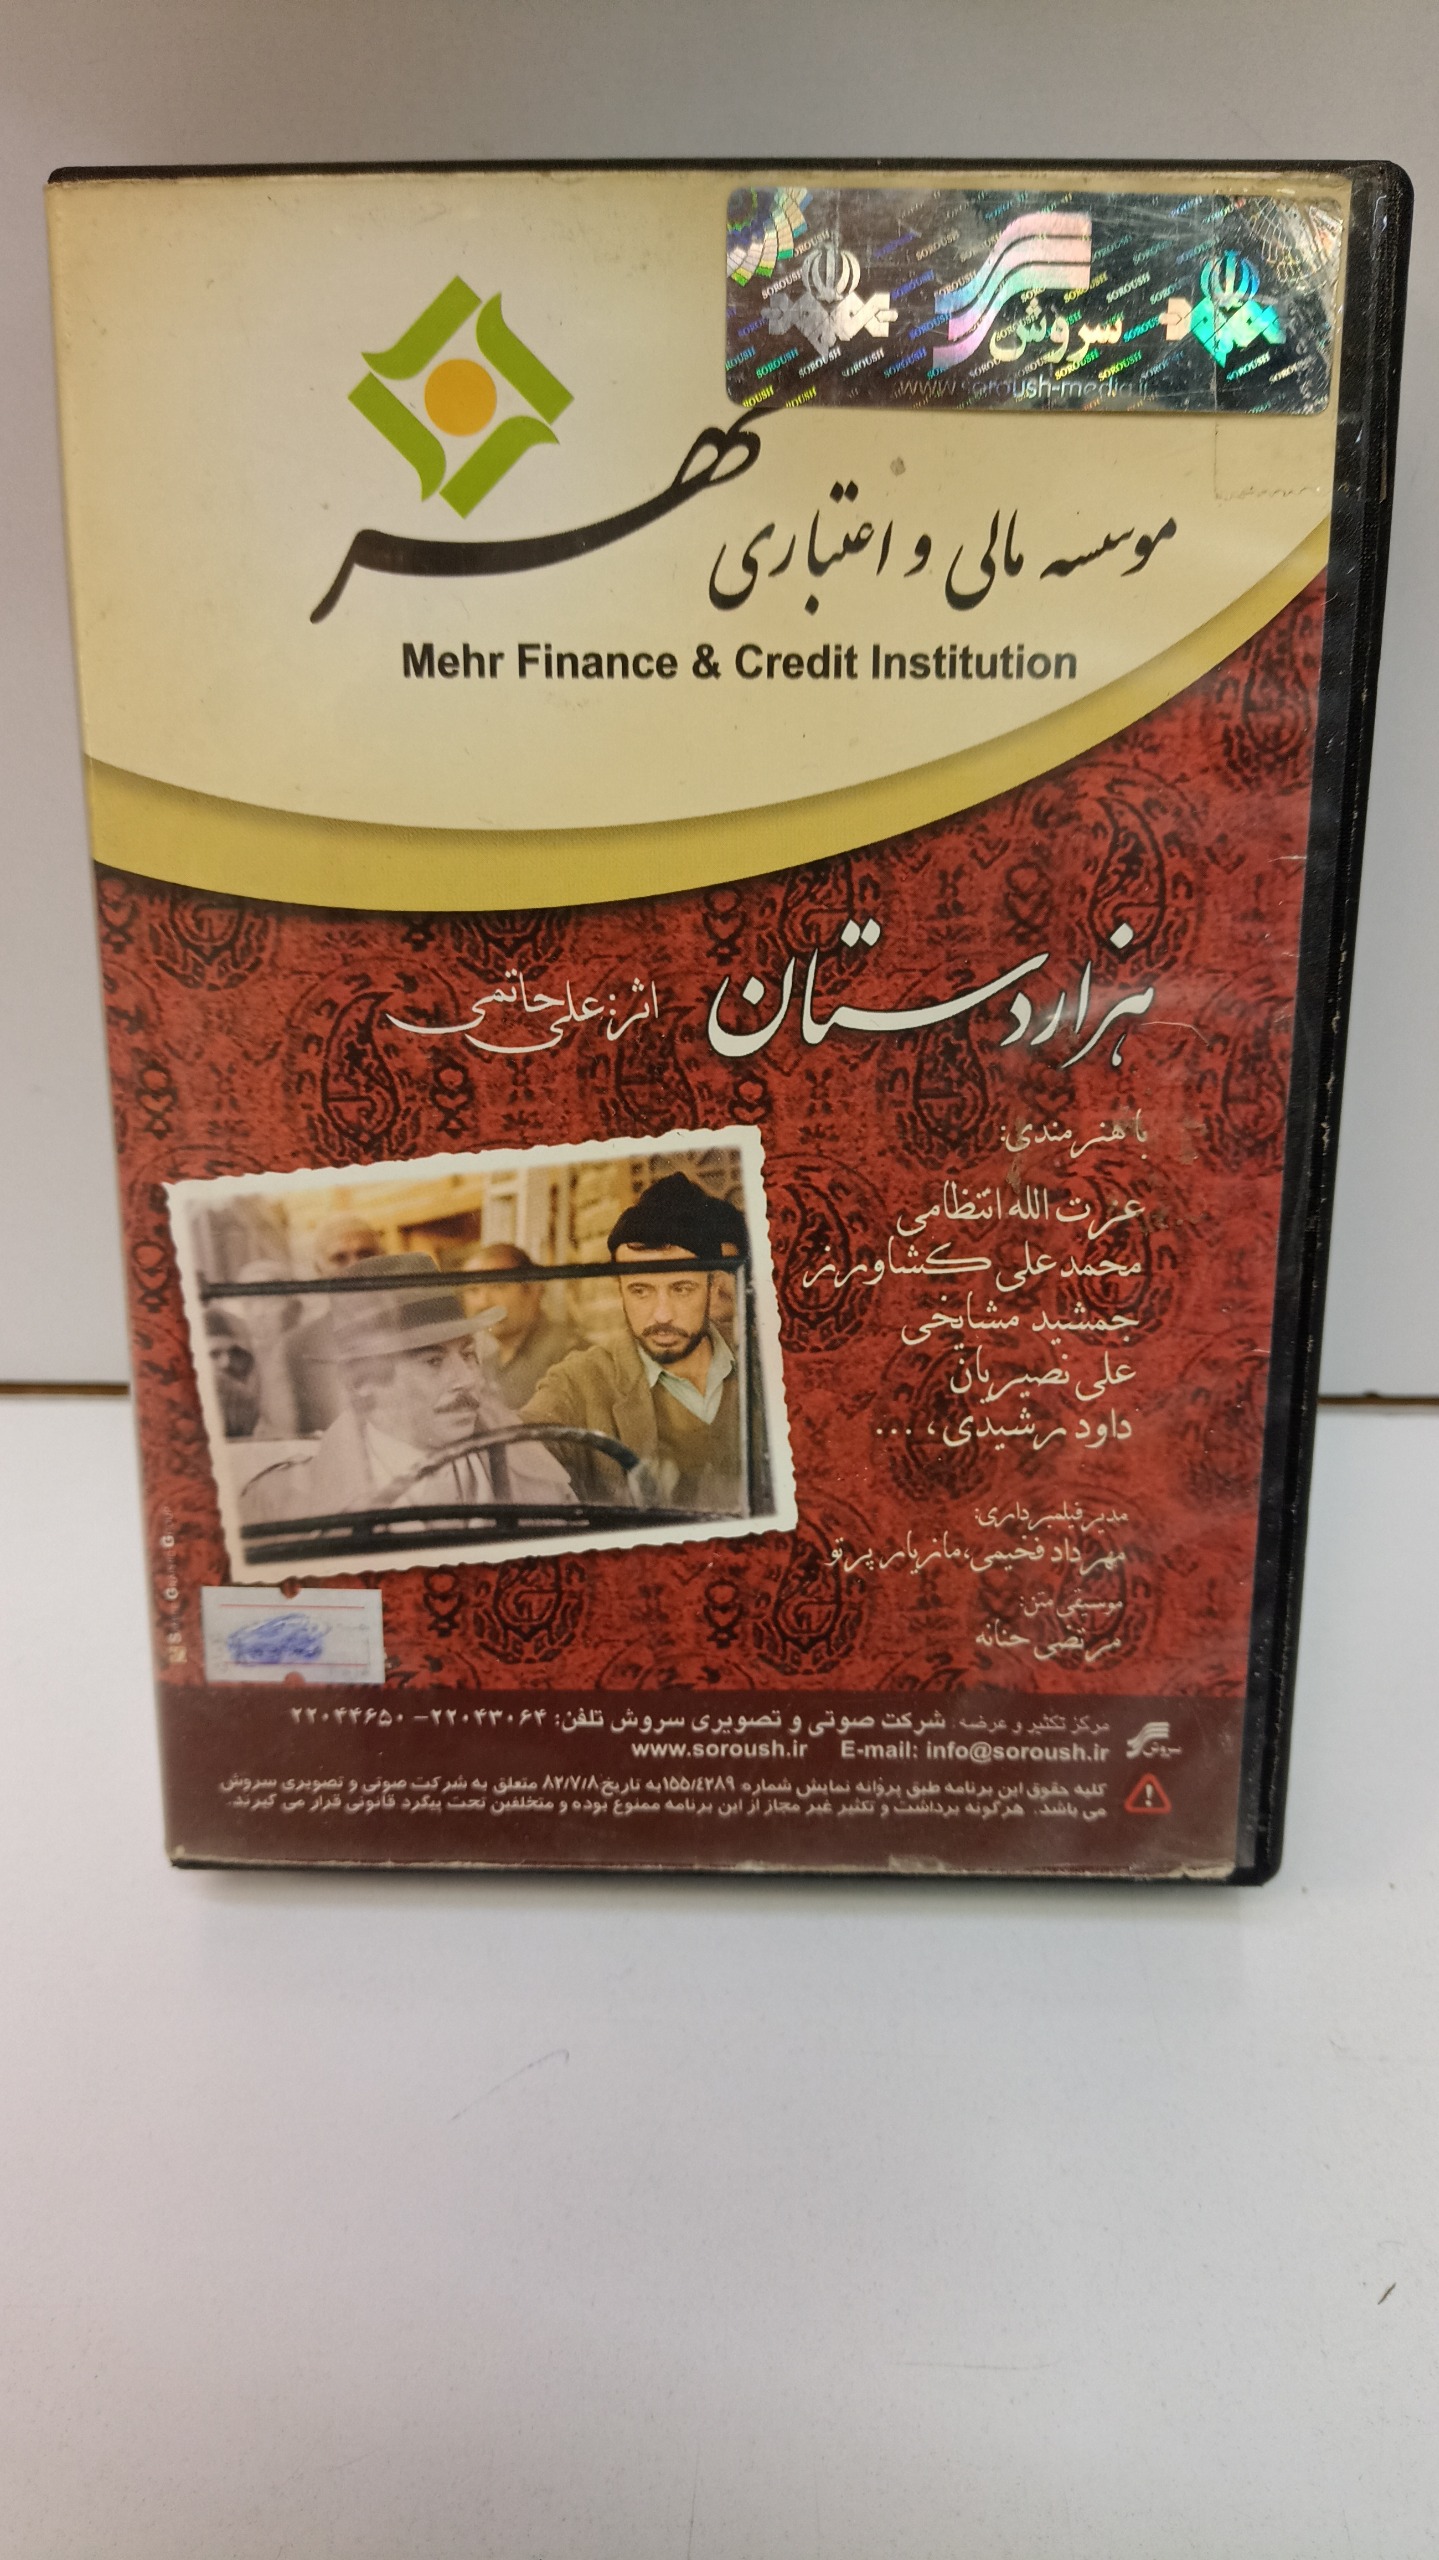 سروش
www.soroush-media.ir
موسسه مالی و اعتباری مهر
Mehr Finance & Credit Institution
هزاردستان اثر: علی حاتمی
با هنرمندی:
عزت الله انتظامی
محمدعلی کشاورز
جمشید مشایخی
علی نصیریان
داود رشیدی، ...
مدیر فیلمبرداری:
مهرداد فخیمی، مازیار پرتو
موسیقی متن:
مرتضی حنانه
مرکز تکثیر و عرضه: شرکت صوتی و تصویری سروش تلفن: ۲۲۰۴۳۰۶۴ - ۲۲۰۴۴۶۵۰
سروش
www.soroush.ir E-mail: info@soroush.ir
کلیه حقوق این برنامه طبق پروانه نمایش شماره ۱۵۵/۴۲۸۹ به تاریخ ۸۲/۷/۸ متعلق به شرکت صوتی و تصویری سروش
می باشد. هرگونه برداشت و تکثیر غیر مجاز از این برنامه ممنوع بوده و متخلفین تحت پیگرد قانونی قرار می گیرند.